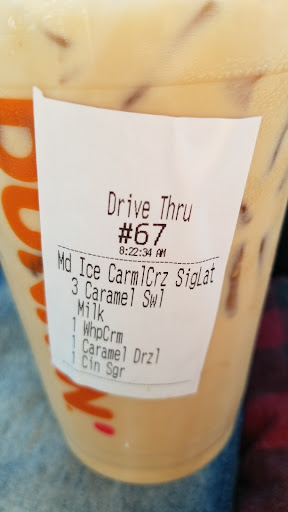 DUNKIN'
Drive Thru
#67
8:22:34 AM
Md Ice CarmlCrz SigLat
3 Caramel Swl
Milk
1 WhpCrm
1 Caramel Drzl
1 Cin Sgr